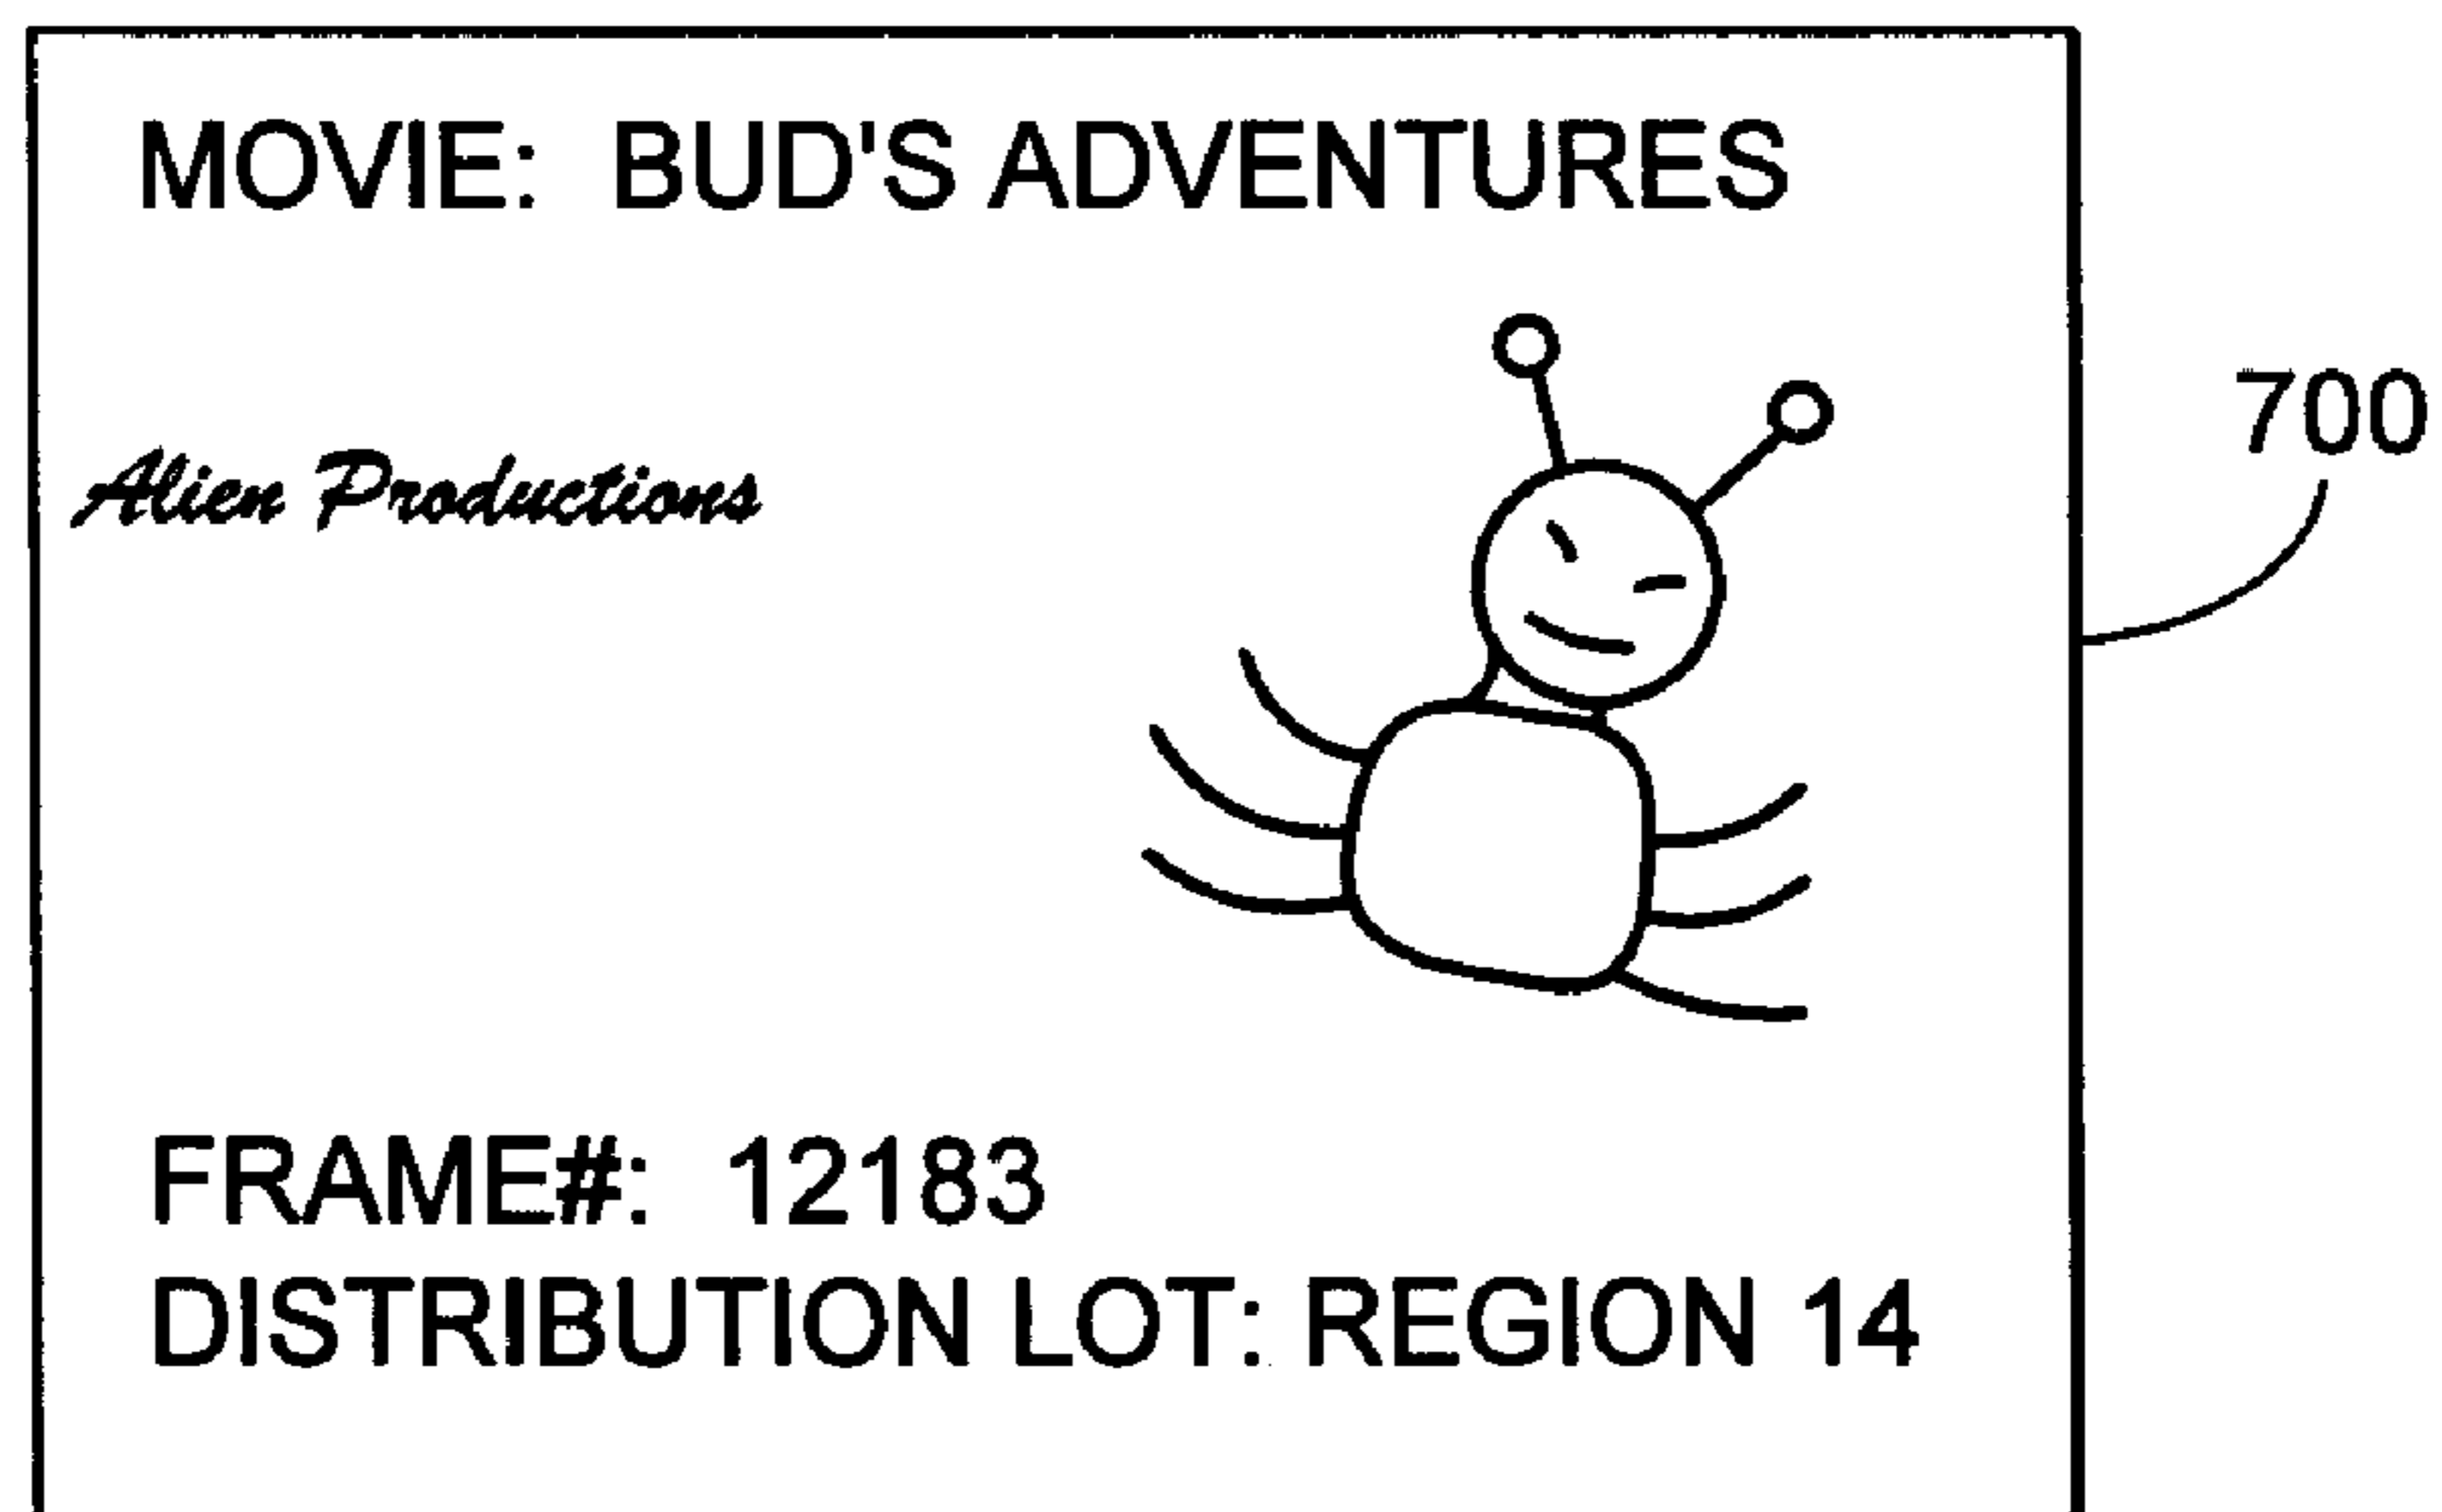 MOVIE: BUD'S ADVENTURES
700
Alien Productions
FRAME#: 12183
DISTRIBUTION LOT: REGION 14